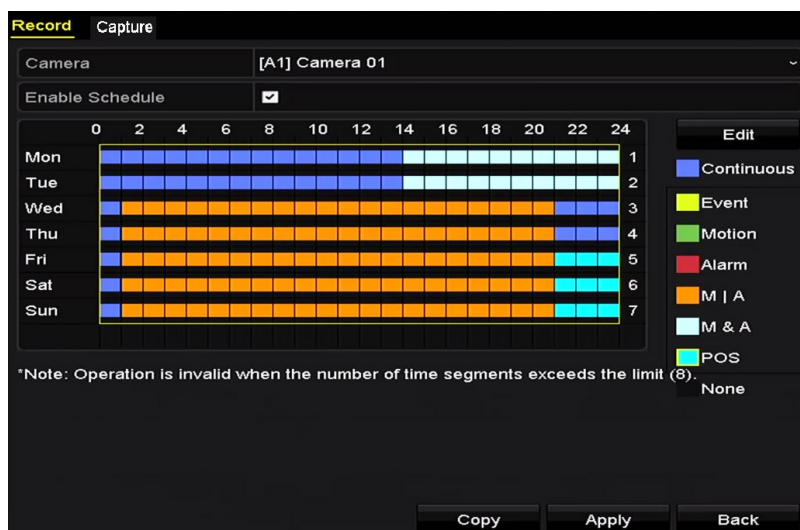 Record Capture
Camera [A1] Camera 01
Enable Schedule
0 2 4 6 8 10 12 14 16 18 20 22 24
Edit
Mon 1
Continuous
Tue 2
Wed 3
Event
Thu 4
Motion
Fri 5
Alarm
Sat 6
M | A
Sun 7
M & A
POS
*Note: Operation is invalid when the number of time segments exceeds the limit (8).
None
Copy Apply Back